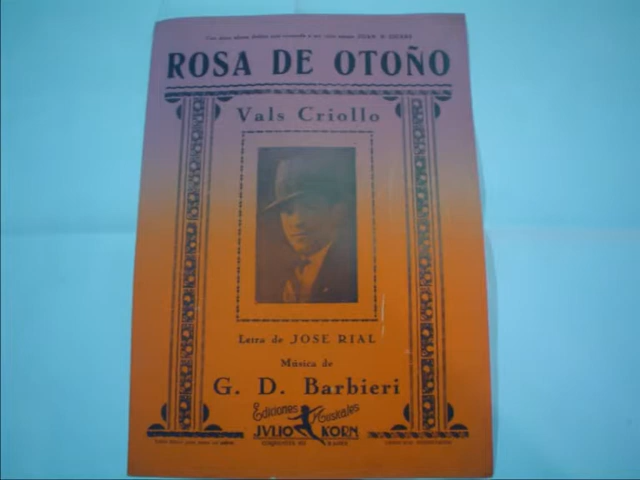 ROSA DE OTOÑO
Vals Criollo
Letra de JOSE RIAL
Música de
G. D. Barbieri
Ediciones Musicales
JULIO KORN